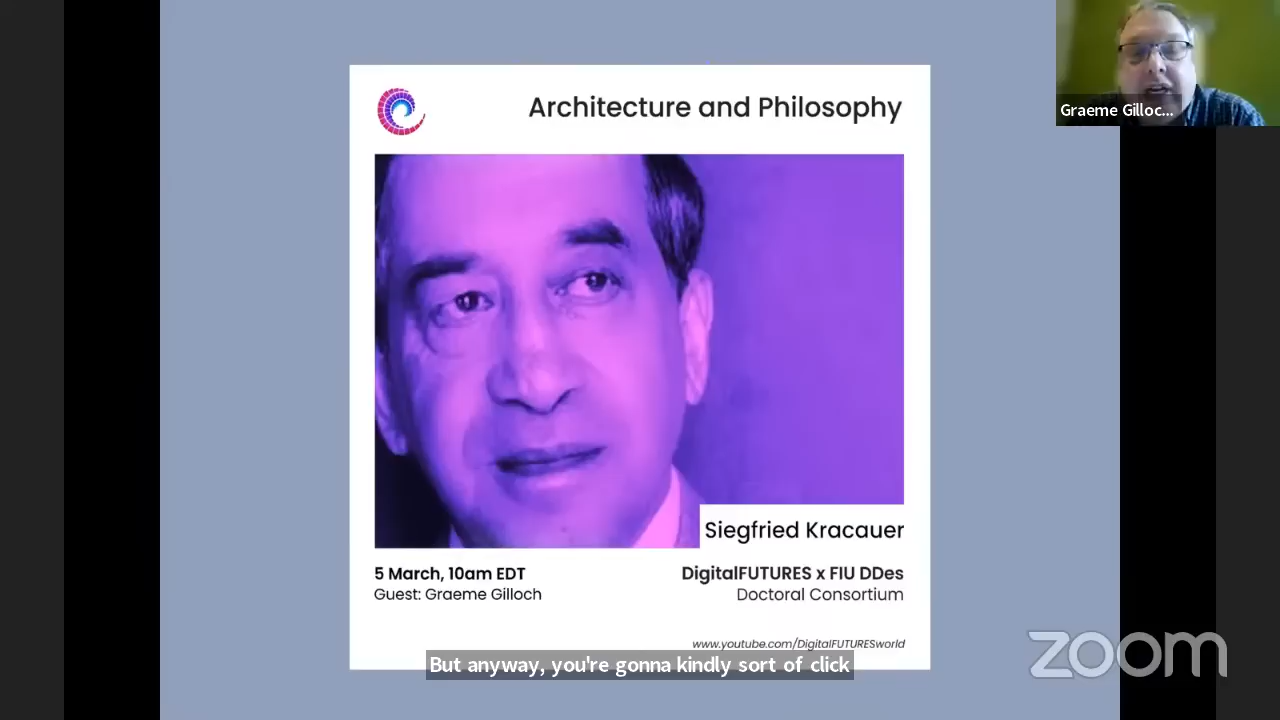 Architecture and Philosophy
Graeme Gilloc...
Siegfried Kracauer
5 March, 10am EDT
Guest: Graeme Gilloch
DigitalFUTURES x FIU DDes
Doctoral Consortium
www.youtube.com/DigitalFUTURESworld
But anyway, you're gonna kindly sort of click
zoom